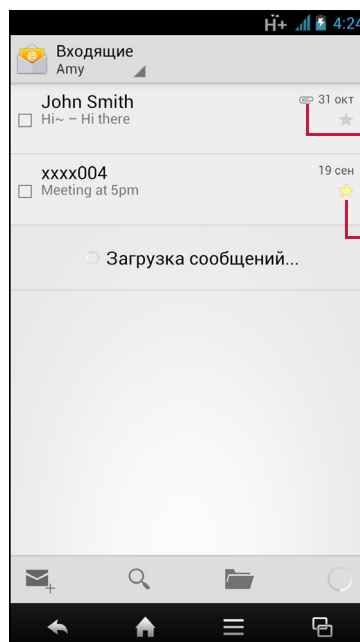 H+ 4:24
Входящие
Amy
John Smith 31 окт
Hi~ – Hi there
xxxx004 19 сен
Meeting at 5pm
Загрузка сообщений...